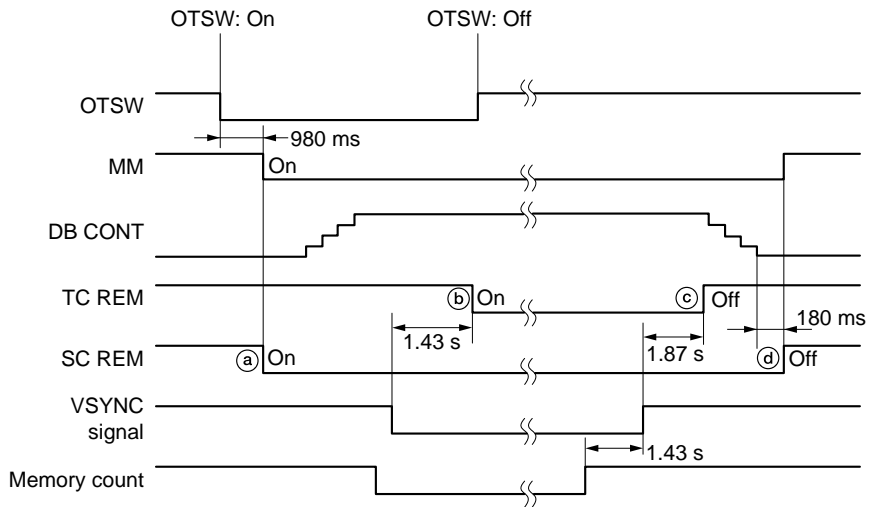 OTSW: On
OTSW: Off
OTSW
980 ms
MM
On
DB CONT
TC REM
b
On
c
Off
1.43 s
1.87 s
180 ms
SC REM
a
On
d
Off
VSYNC
signal
1.43 s
Memory count